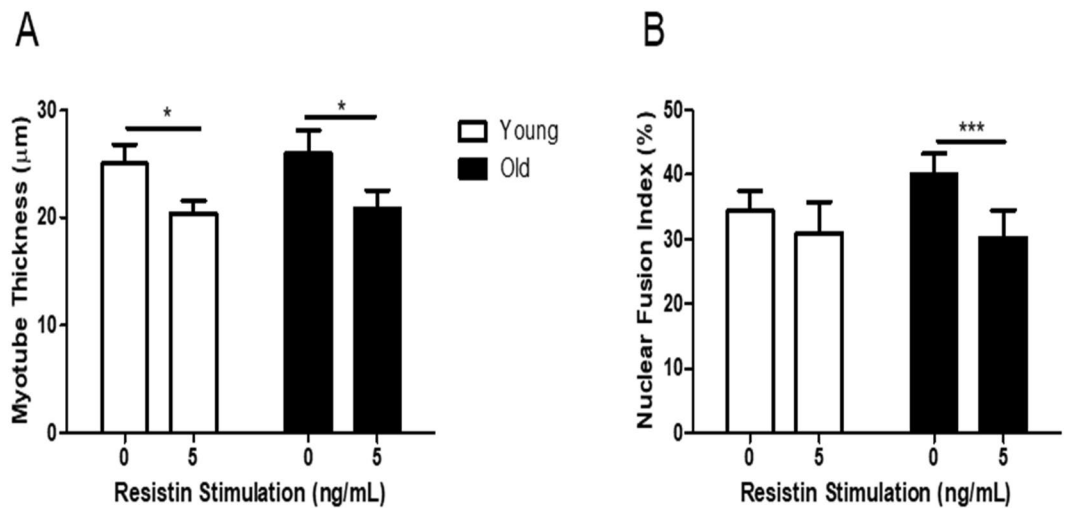 A
Myotube Thickness (μm)
30
20
10
0
*
*
0 5 0 5
Resistin Stimulation (ng/mL)
Young
Old
B
Nuclear Fusion Index (%)
50
40
30
20
10
0
***
0 5 0 5
Resistin Stimulation (ng/mL)